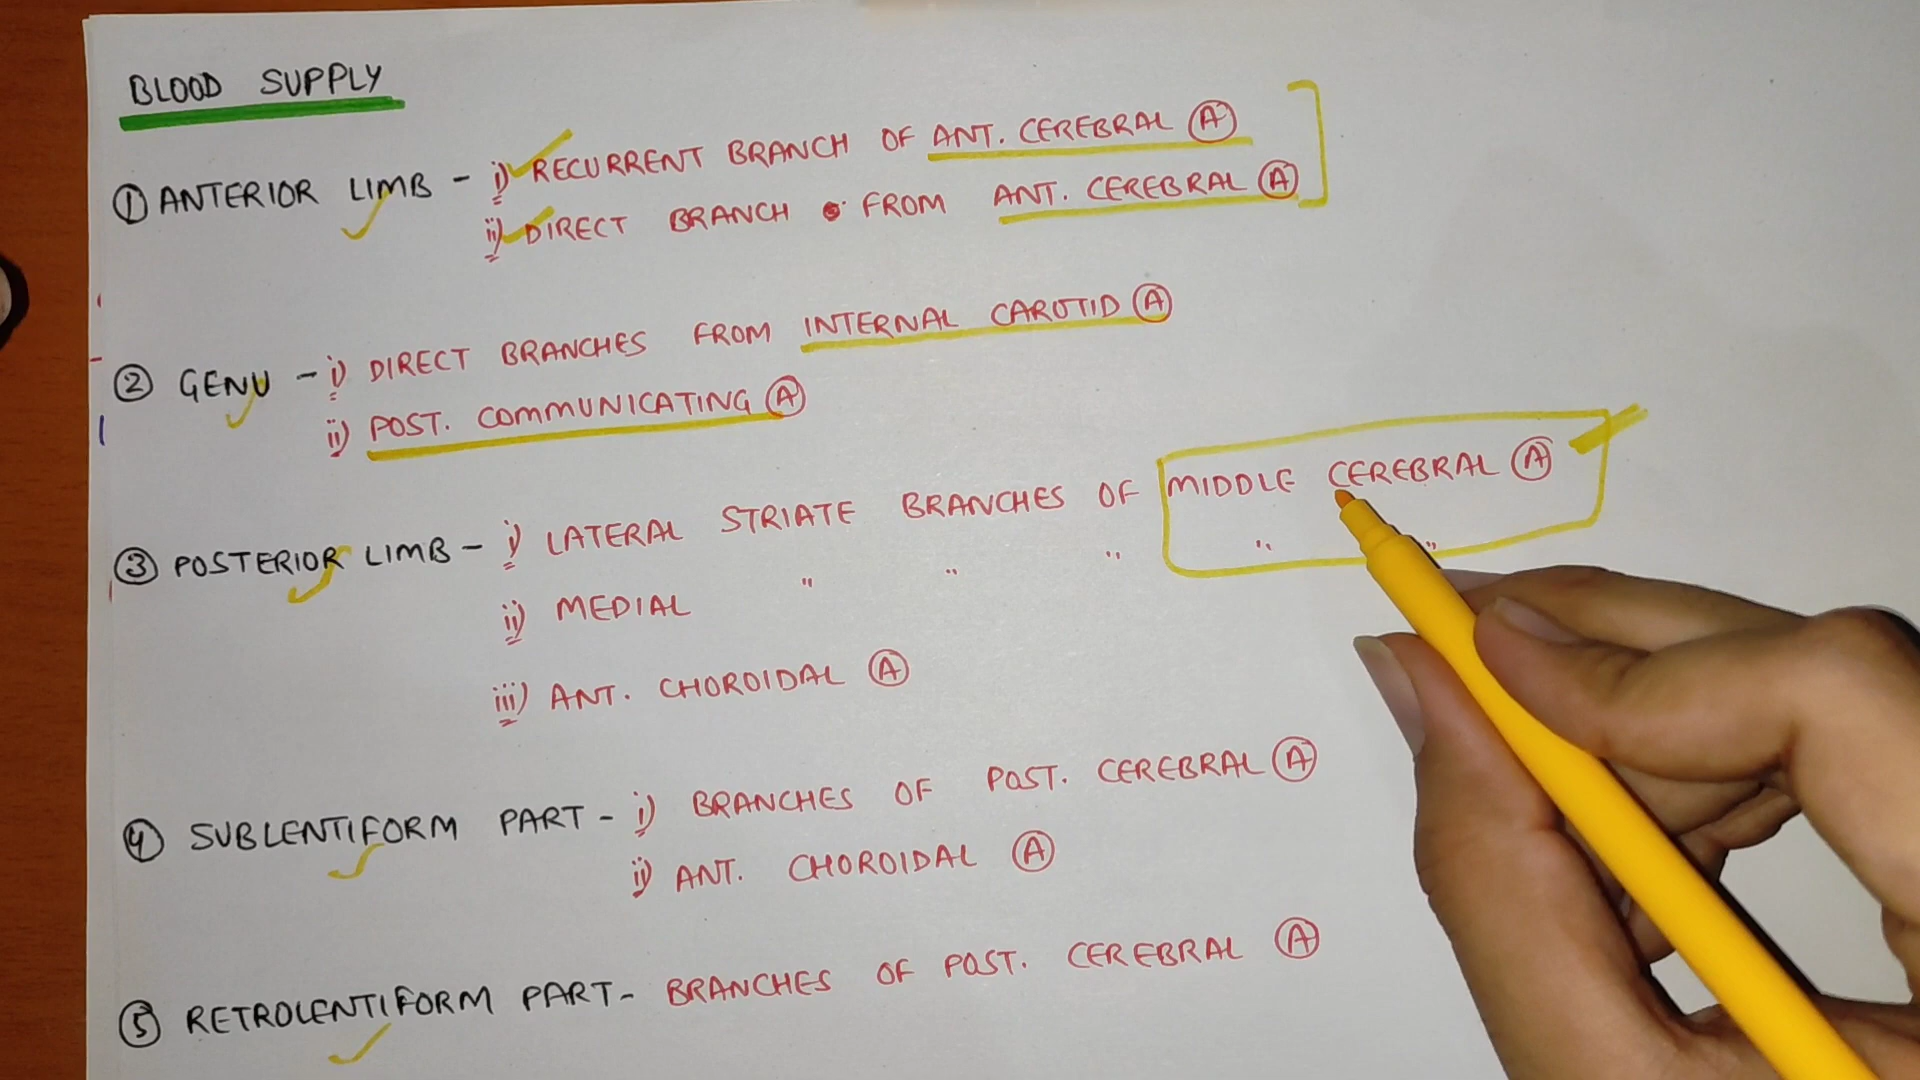 BLOOD SUPPLY
① ANTERIOR LIMB - i) RECURRENT BRANCH OF ANT. CEREBRAL Ⓐ
ii) DIRECT BRANCH FROM ANT. CEREBRAL Ⓐ
② GENU - i) DIRECT BRANCHES FROM INTERNAL CAROTID Ⓐ
ii) POST. COMMUNICATING Ⓐ
③ POSTERIOR LIMB - i) LATERAL STRIATE BRANCHES OF MIDDLE CEREBRAL Ⓐ
ii) MEDIAL " " " " "
iii) ANT. CHOROIDAL Ⓐ
④ SUBLENTIFORM PART - i) BRANCHES OF POST. CEREBRAL Ⓐ
ii) ANT. CHOROIDAL Ⓐ
⑤ RETROLENTIFORM PART - BRANCHES OF POST. CEREBRAL Ⓐ